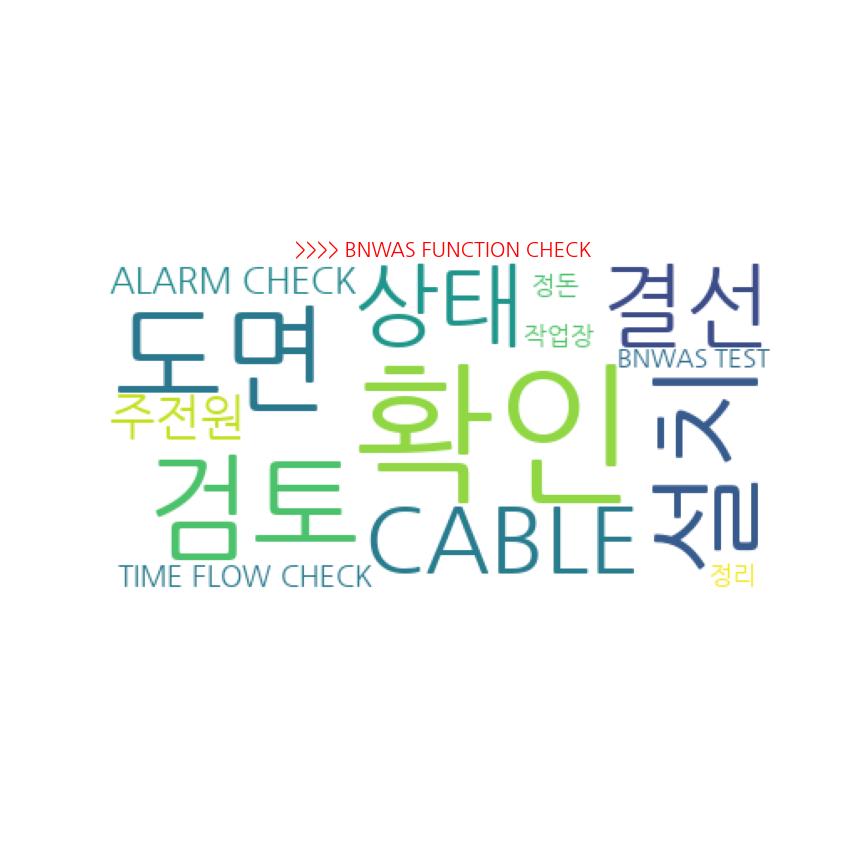 >>>> BNWAS FUNCTION CHECK
ALARM CHECK
상태
정돈
결선
도면
작업장
BNWAS TEST
주전원
확인
설치
검토
CABLE
TIME FLOW CHECK
정리